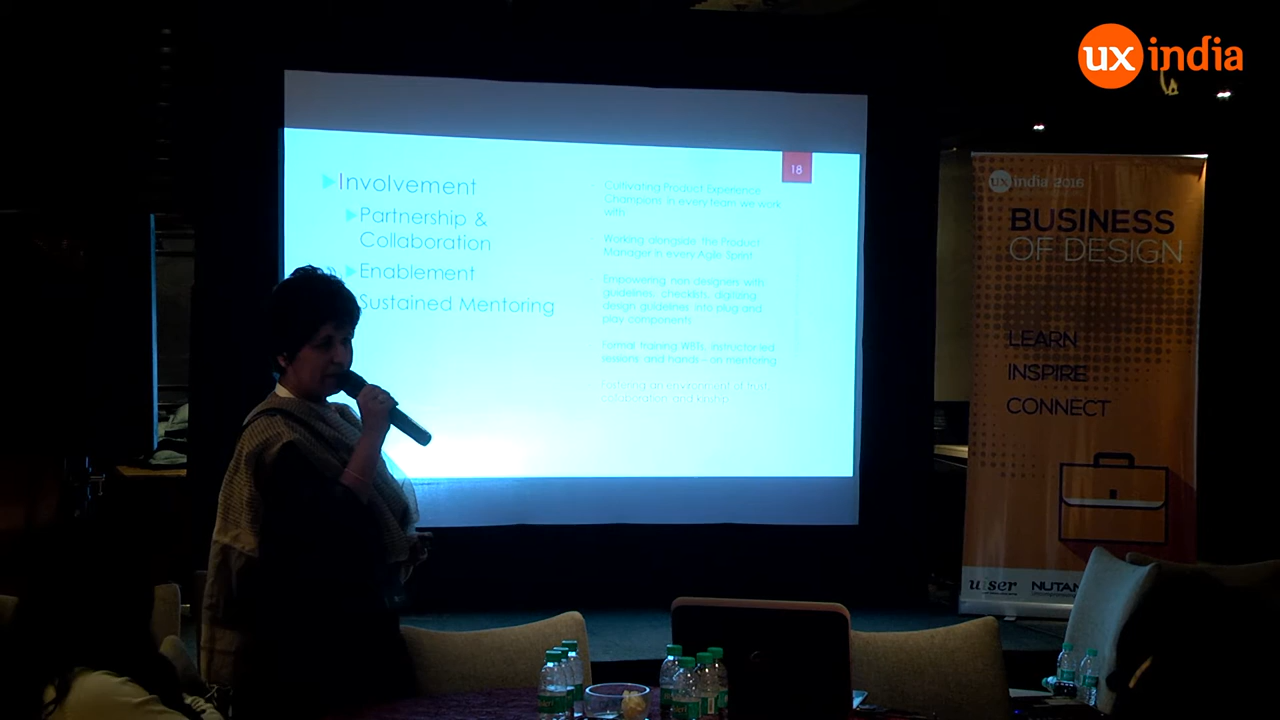 ux india
18
Involvement
Partnership &
Collaboration
Enablement
Sustained Mentoring
Cultivating Product Experience
Champions in every team we work
with
Working alongside the Product
Manager in every Agile Sprint
Empowering non designers with
guidelines, checklists, digitising
design guidelines into plug and
play components
Formal training WBTs, instructor led
sessions and hands – on mentoring
Fostering an environment of trust
collaboration and kinship
ux india 2016
BUSINESS
OF DESIGN
LEARN
INSPIRE
CONNECT